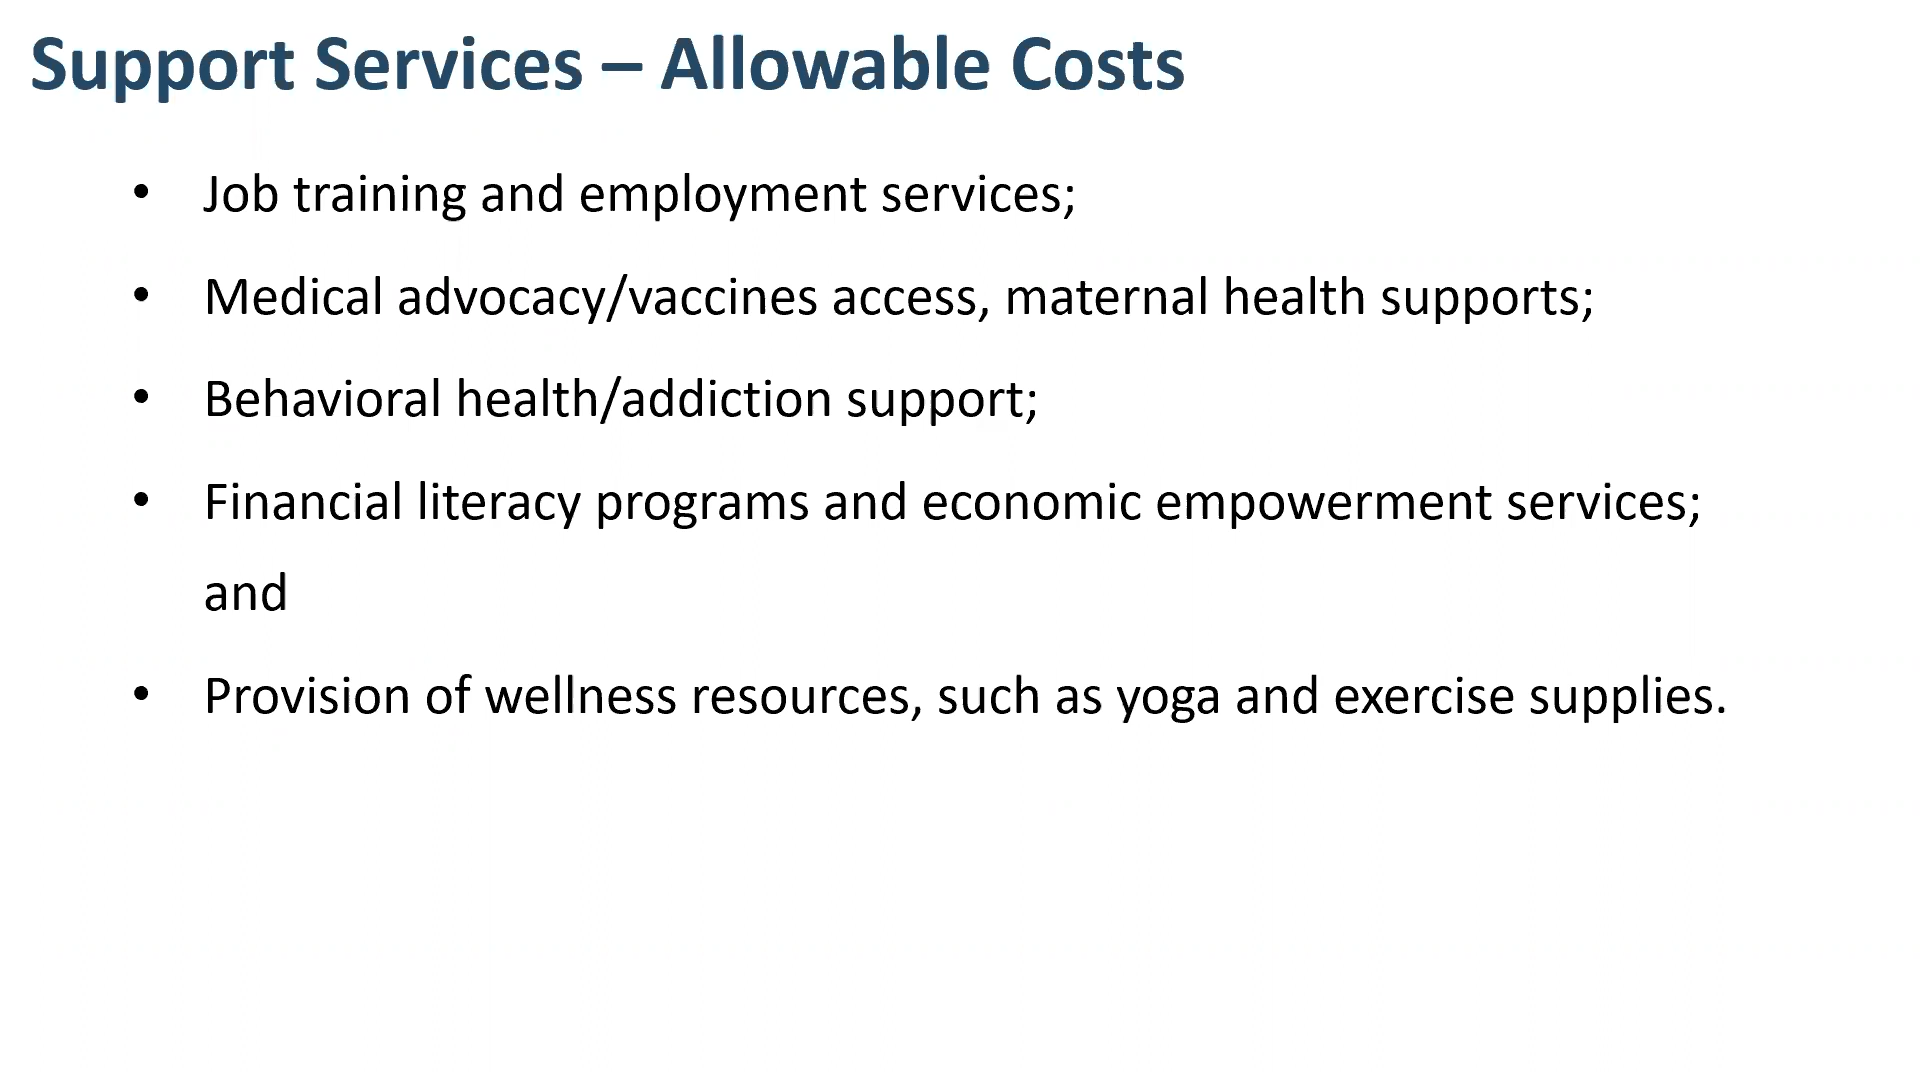 Support Services – Allowable Costs
• Job training and employment services;
• Medical advocacy/vaccines access, maternal health supports;
• Behavioral health/addiction support;
• Financial literacy programs and economic empowerment services;
and
• Provision of wellness resources, such as yoga and exercise supplies.